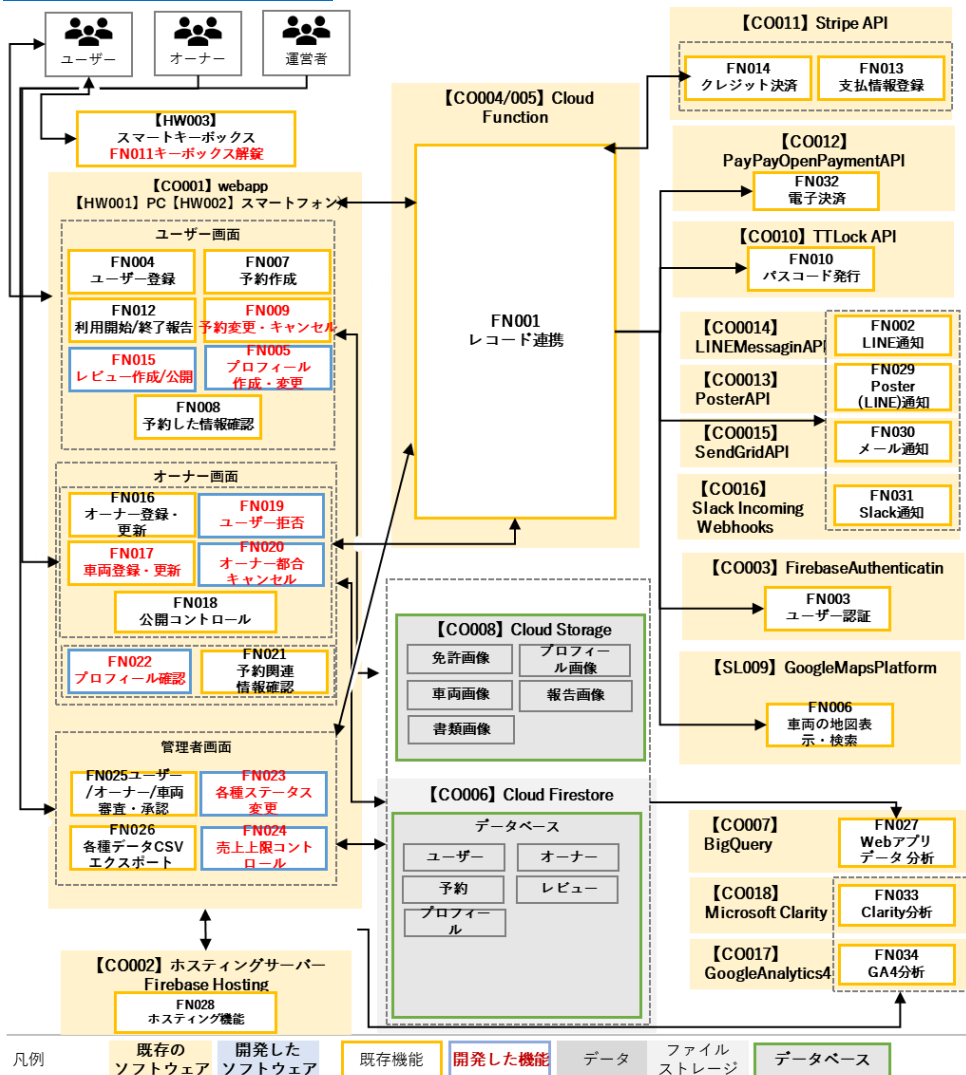 ユーザー
オーナー
運営者
【HW003】
スマートキーボックス
FN011キーボックス解錠
【CO001】webapp
【HW001】PC【HW002】スマートフォン
ユーザー画面
FN004
ユーザー登録
FN007
予約作成
FN012
利用開始/終了報告
FN009
予約変更・キャンセル
FN015
レビュー作成/公開
FN005
プロフィール
作成・変更
FN008
予約した情報確認
オーナー画面
FN016
オーナー登録・
更新
FN019
ユーザー拒否
FN017
車両登録・更新
FN020
オーナー都合
キャンセル
FN018
公開コントロール
FN022
プロフィール確認
FN021
予約関連
情報確認
管理者画面
FN025ユーザー
/オーナー/車両
審査・承認
FN023
各種ステータス
変更
FN026
各種データCSV
エクスポート
FN024
売上上限コント
ロール
【CO002】ホスティングサーバー
Firebase Hosting
FN028
ホスティング機能
【CO004/005】Cloud
Function
FN001
レコード連携
【CO008】Cloud Storage
免許画像
プロフィー
ル画像
車両画像
報告画像
書類画像
【CO006】Cloud Firestore
データベース
ユーザー
オーナー
予約
レビュー
プロフィー
ル
【CO011】Stripe API
FN014
クレジット決済
FN013
支払情報登録
【CO012】
PayPayOpenPaymentAPI
FN032
電子決済
【CO010】TTLock API
FN010
パスコード発行
【CO0014】
LINEMessaginAPI
FN002
LINE通知
【CO0013】
PosterAPI
FN029
Poster
(LINE)通知
【CO0015】
SendGridAPI
FN030
メール通知
【CO016】
Slack Incoming
Webhooks
FN031
Slack通知
【CO003】FirebaseAuthenticatin
FN003
ユーザー認証
【SL009】GoogleMapsPlatform
FN006
車両の地図表
示・検索
【CO007】
BigQuery
FN027
Webアプリ
データ分析
【CO018】
Microsoft Clarity
FN033
Clarity分析
【CO017】
GoogleAnalytics4
FN034
GA4分析
凡例
既存の
ソフトウェア
開発した
ソフトウェア
既存機能
開発した機能
データ
ファイル
ストレージ
データベース